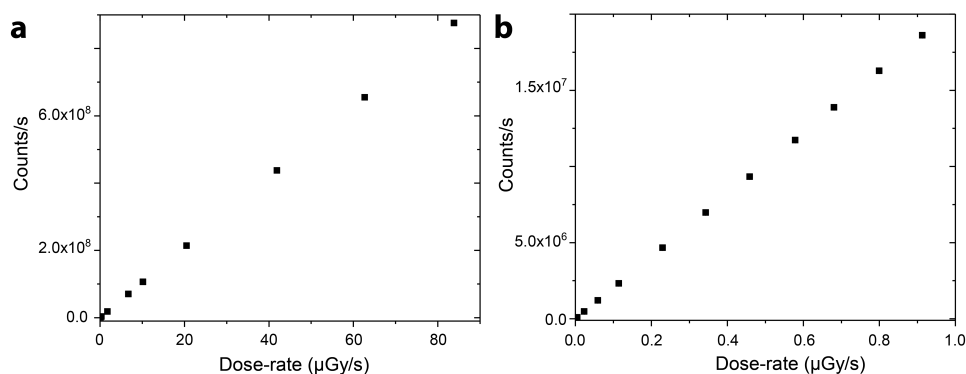 a
Counts/s
6.0x10⁸
2.0x10⁸
0.0
0 20 40 60 80
Dose-rate (µGy/s)
b
Counts/s
1.5x10⁷
5.0x10⁶
0.0
0.0 0.2 0.4 0.6 0.8 1.0
Dose-rate (µGy/s)